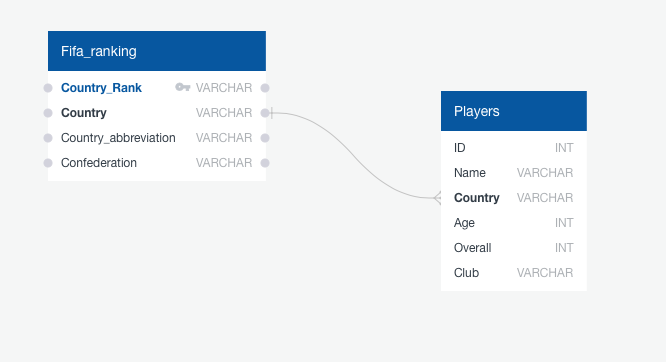 Fifa_ranking
Country_Rank VARCHAR
Country VARCHAR
Country_abbreviation VARCHAR
Confederation VARCHAR
Players
ID INT
Name VARCHAR
Country VARCHAR
Age INT
Overall INT
Club VARCHAR